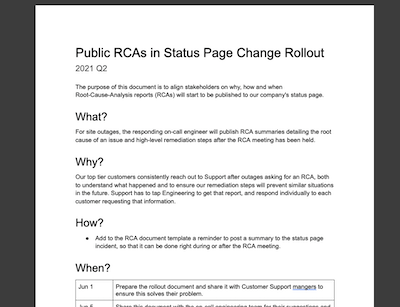 Public RCAs in Status Page Change Rollout
2021 Q2
The purpose of this document is to align stakeholders on why, how and when
Root-Cause-Analysis reports (RCAs) will start to be published to our company's status page.
What?
For site outages, the responding on-call engineer will publish RCA summaries detailing the root
cause of an issue and high-level remediation steps after the RCA meeting has been held.
Why?
Our top tier customers consistently reach out to Support after outages asking for an RCA, both
to understand what happened and to ensure our remediation steps will prevent similar situations
in the future. Support has to tap Engineering to get that report, and respond individually to each
customer requesting that information.
How?
● Add to the RCA document template a reminder to post a summary to the status page
incident, so that it can be done right during or after the RCA meeting.
When?
Jun 1 Prepare the rollout document and share it with Customer Support mangers to
ensure this solves their problem.